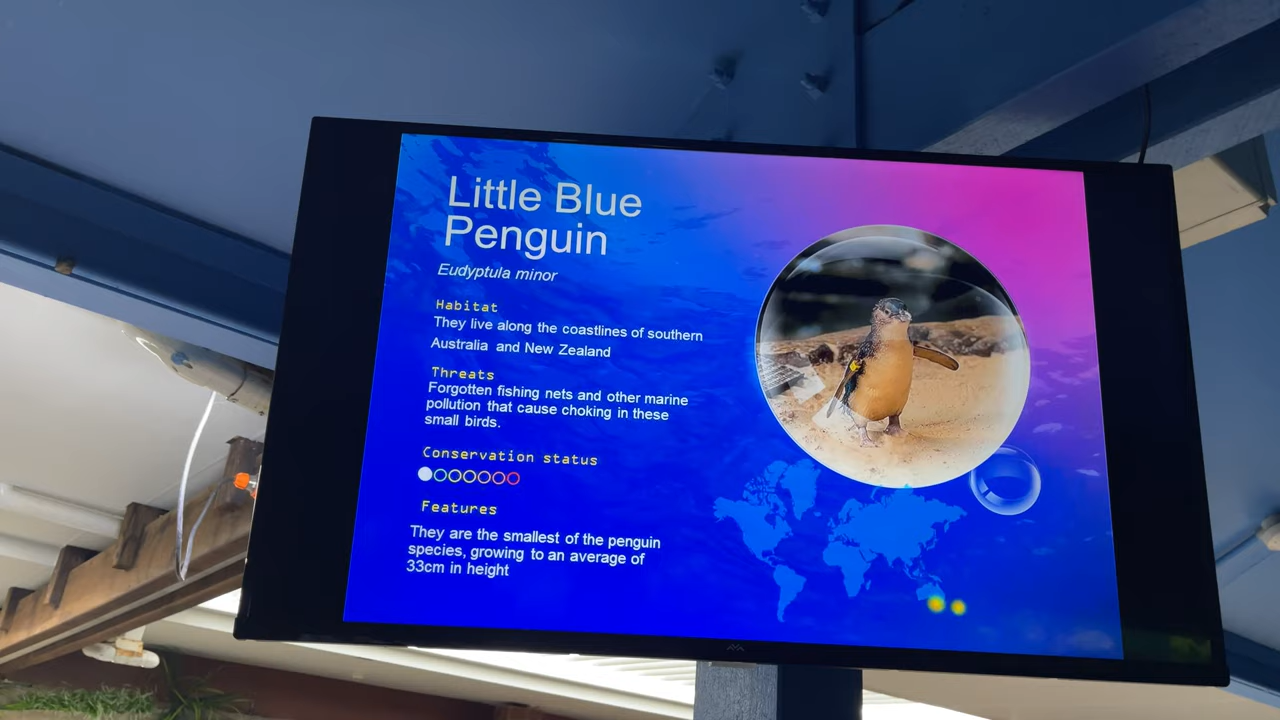 Little Blue
Penguin
Eudyptula minor
Habitat
They live along the coastlines of southern
Australia and New Zealand
Threats
Forgotten fishing nets and other marine
pollution that cause choking in these
small birds.
Conservation status
Features
They are the smallest of the penguin
species, growing to an average of
33cm in height